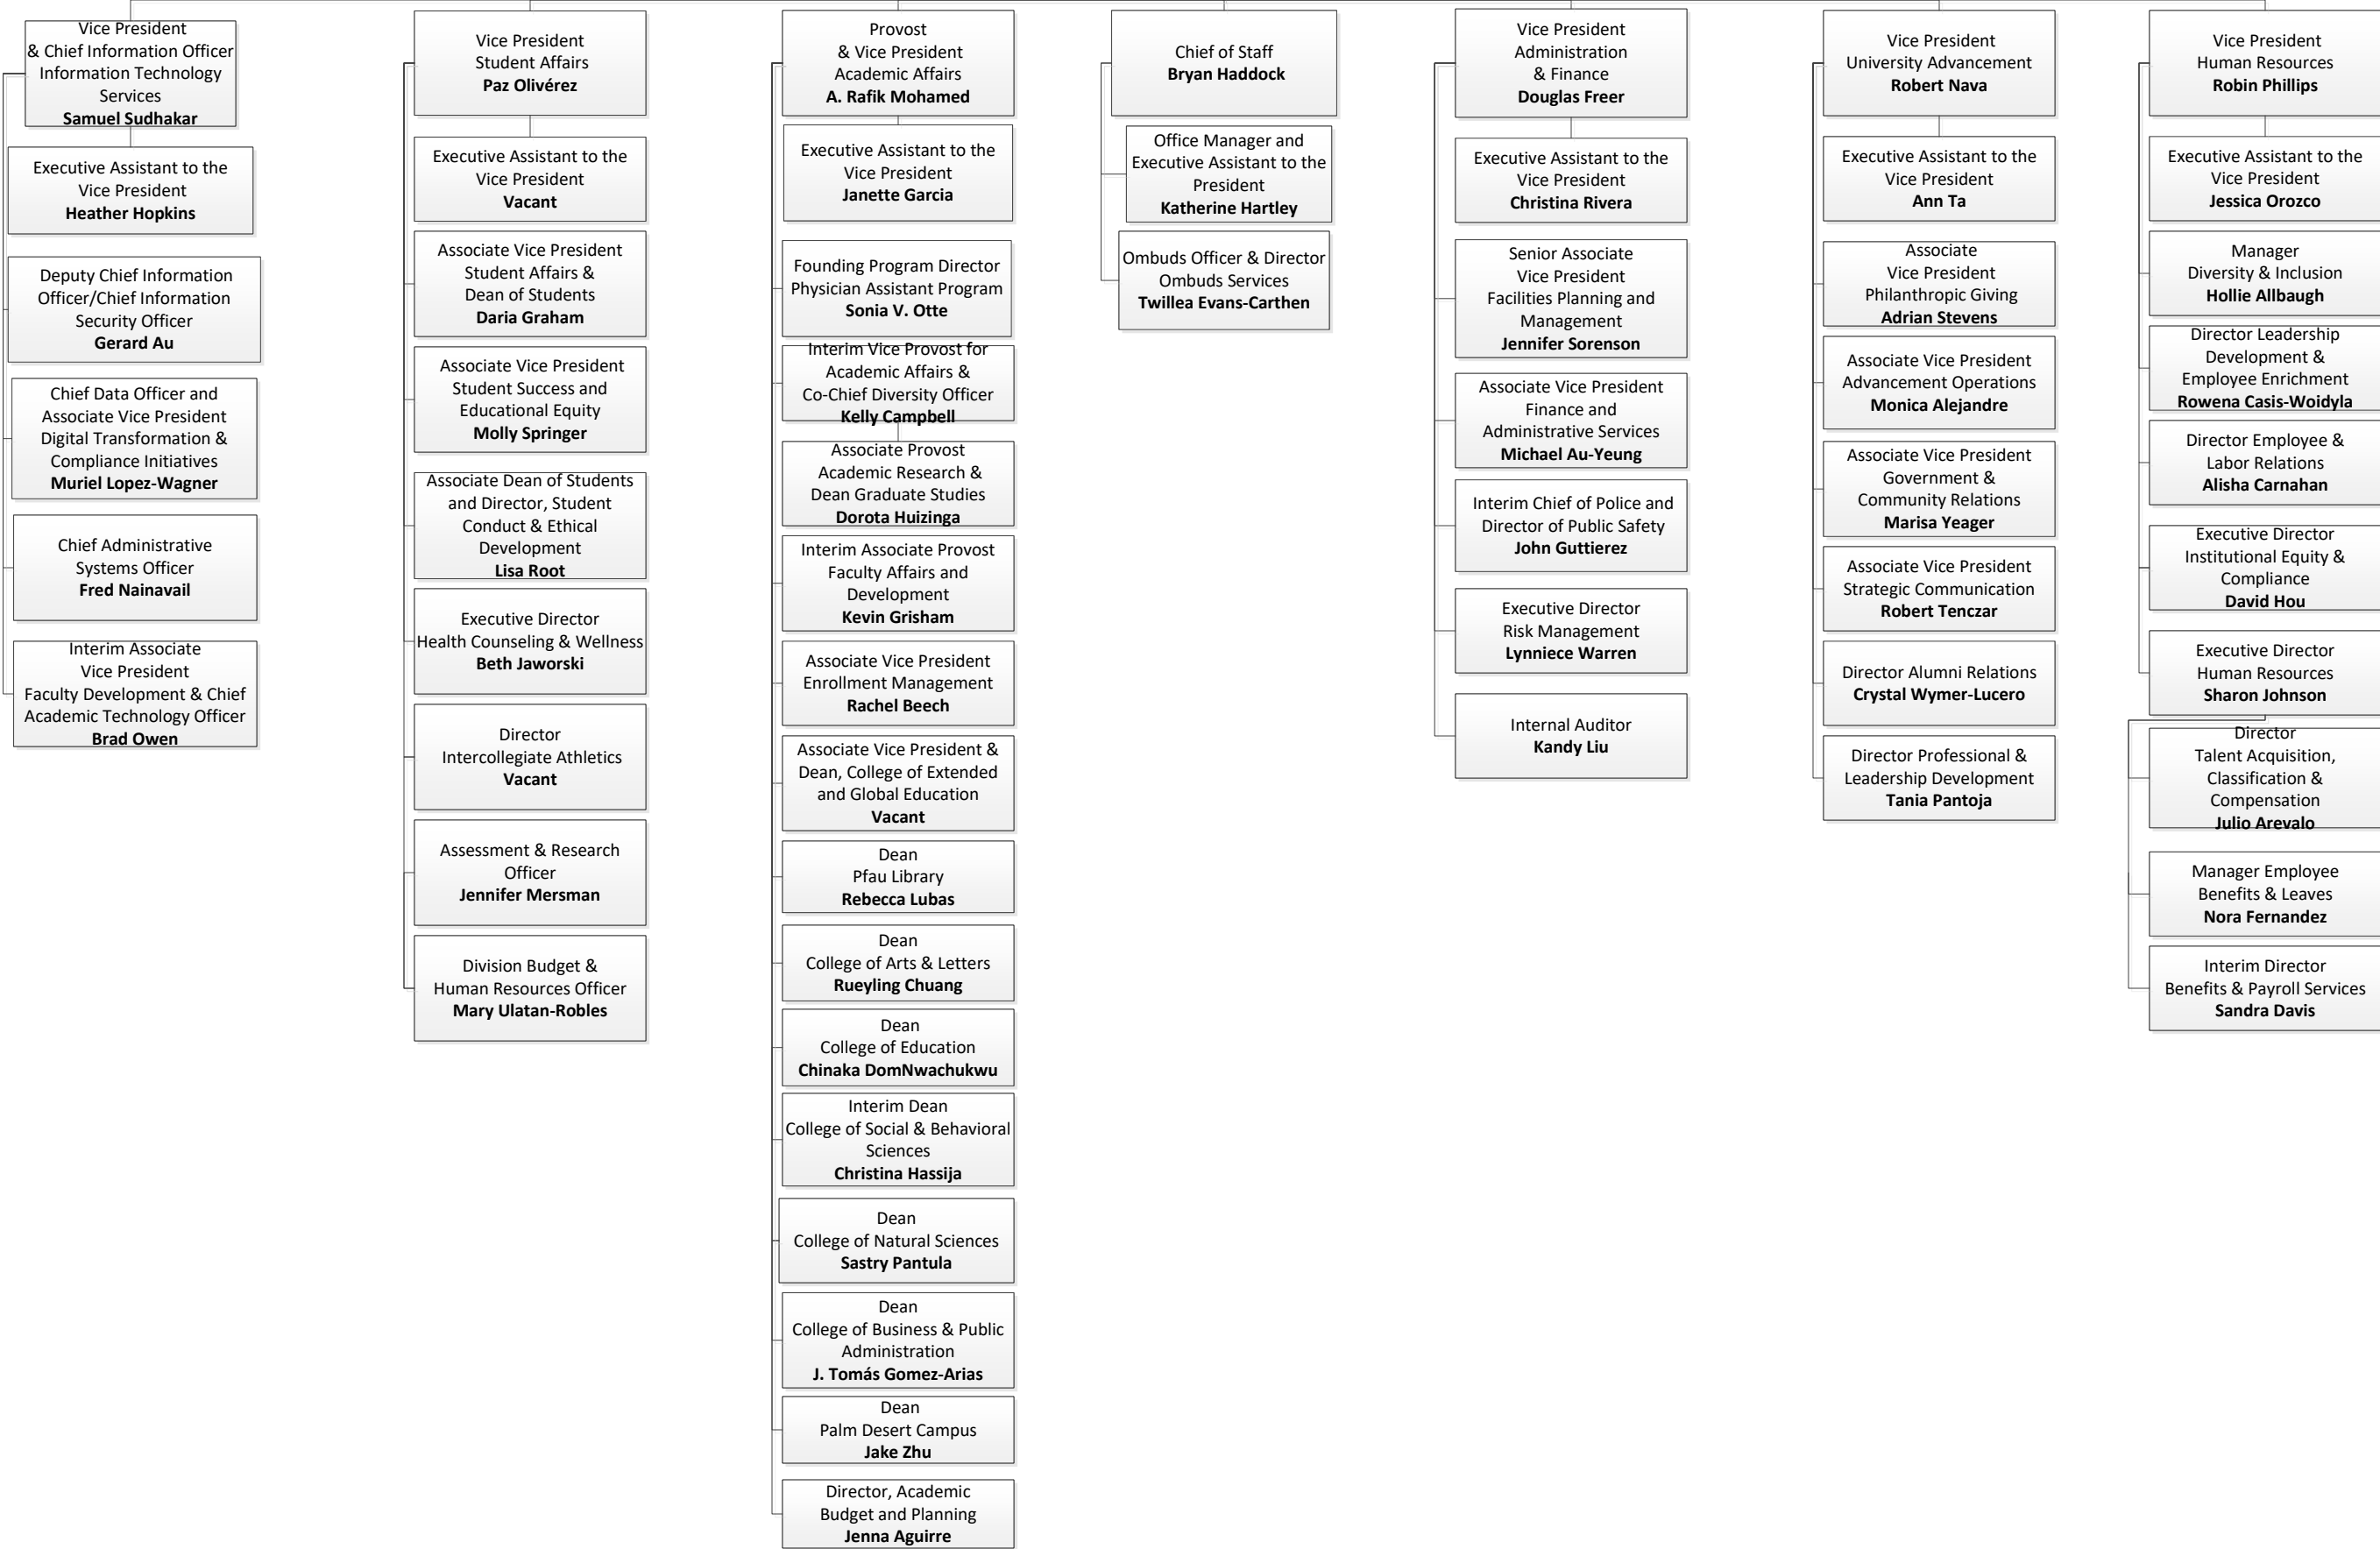 Vice President
& Chief Information Officer
Information Technology
Services
Samuel Sudhakar
Executive Assistant to the
Vice President
Heather Hopkins
Deputy Chief Information
Officer/Chief Information
Security Officer
Gerard Au
Chief Data Officer and
Associate Vice President
Digital Transformation &
Compliance Initiatives
Muriel Lopez-Wagner
Chief Administrative
Systems Officer
Fred Nainavail
Interim Associate
Vice President
Faculty Development & Chief
Academic Technology Officer
Brad Owen
Vice President
Student Affairs
Paz Olivérez
Executive Assistant to the
Vice President
Vacant
Associate Vice President
Student Affairs &
Dean of Students
Daria Graham
Associate Vice President
Student Success and
Educational Equity
Molly Springer
Associate Dean of Students
and Director, Student
Conduct & Ethical
Development
Lisa Root
Executive Director
Health Counseling & Wellness
Beth Jaworski
Director
Intercollegiate Athletics
Vacant
Assessment & Research
Officer
Jennifer Mersman
Division Budget &
Human Resources Officer
Mary Ulatan-Robles
Provost
& Vice President
Academic Affairs
A. Rafik Mohamed
Executive Assistant to the
Vice President
Janette Garcia
Founding Program Director
Physician Assistant Program
Sonia V. Otte
Interim Vice Provost for
Academic Affairs &
Co-Chief Diversity Officer
Kelly Campbell
Associate Provost
Academic Research &
Dean Graduate Studies
Dorota Huizinga
Interim Associate Provost
Faculty Affairs and
Development
Kevin Grisham
Associate Vice President
Enrollment Management
Rachel Beech
Associate Vice President &
Dean, College of Extended
and Global Education
Vacant
Dean
Pfau Library
Rebecca Lubas
Dean
College of Arts & Letters
Rueyling Chuang
Dean
College of Education
Chinaka DomNwachukwu
Interim Dean
College of Social & Behavioral
Sciences
Christina Hassija
Dean
College of Natural Sciences
Sastry Pantula
Dean
College of Business & Public
Administration
J. Tomás Gomez-Arias
Dean
Palm Desert Campus
Jake Zhu
Director, Academic
Budget and Planning
Jenna Aguirre
Chief of Staff
Bryan Haddock
Office Manager and
Executive Assistant to the
President
Katherine Hartley
Ombuds Officer & Director
Ombuds Services
Twillea Evans-Carthen
Vice President
Administration
& Finance
Douglas Freer
Executive Assistant to the
Vice President
Christina Rivera
Senior Associate
Vice President
Facilities Planning and
Management
Jennifer Sorenson
Associate Vice President
Finance and
Administrative Services
Michael Au-Yeung
Interim Chief of Police and
Director of Public Safety
John Guttierez
Executive Director
Risk Management
Lynniece Warren
Internal Auditor
Kandy Liu
Vice President
University Advancement
Robert Nava
Executive Assistant to the
Vice President
Ann Ta
Associate
Vice President
Philanthropic Giving
Adrian Stevens
Associate Vice President
Advancement Operations
Monica Alejandre
Associate Vice President
Government &
Community Relations
Marisa Yeager
Associate Vice President
Strategic Communication
Robert Tenczar
Director Alumni Relations
Crystal Wymer-Lucero
Director Professional &
Leadership Development
Tania Pantoja
Vice President
Human Resources
Robin Phillips
Executive Assistant to the
Vice President
Jessica Orozco
Manager
Diversity & Inclusion
Hollie Allbaugh
Director Leadership
Development &
Employee Enrichment
Rowena Casis-Woidyla
Director Employee &
Labor Relations
Alisha Carnahan
Executive Director
Institutional Equity &
Compliance
David Hou
Executive Director
Human Resources
Sharon Johnson
Director
Talent Acquisition,
Classification &
Compensation
Julio Arevalo
Manager Employee
Benefits & Leaves
Nora Fernandez
Interim Director
Benefits & Payroll Services
Sandra Davis